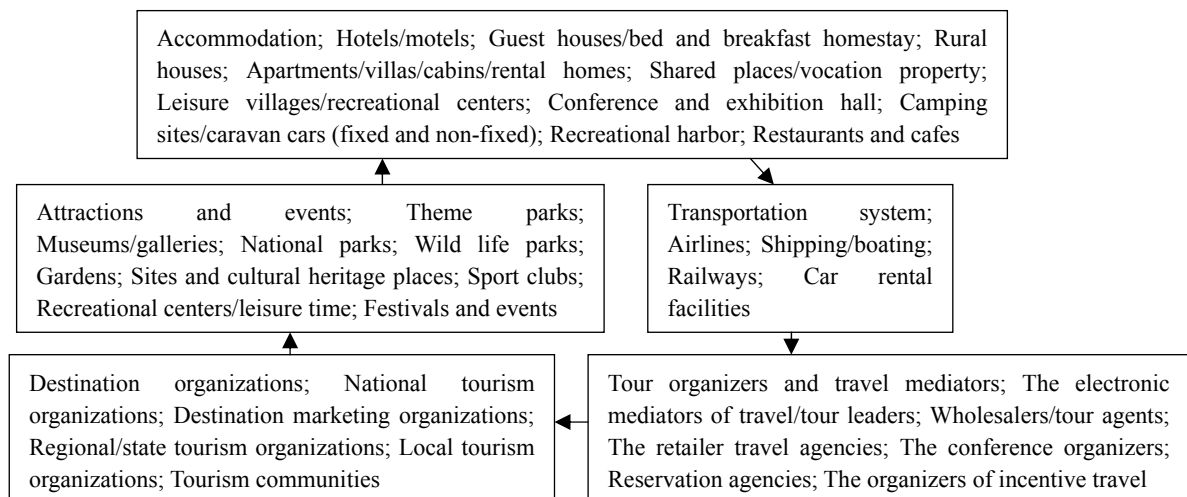 Accommodation; Hotels/motels; Guest houses/bed and breakfast homestay; Rural
houses; Apartments/villas/cabins/rental homes; Shared places/vocation property;
Leisure villages/recreational centers; Conference and exhibition hall; Camping
sites/caravan cars (fixed and non-fixed); Recreational harbor; Restaurants and cafes
Attractions and events; Theme parks;
Museums/galleries; National parks; Wild life parks;
Gardens; Sites and cultural heritage places; Sport clubs;
Recreational centers/leisure time; Festivals and events
Transportation system;
Airlines; Shipping/boating;
Railways; Car rental
facilities
Destination organizations; National tourism
organizations; Destination marketing organizations;
Regional/state tourism organizations; Local tourism
organizations; Tourism communities
Tour organizers and travel mediators; The electronic
mediators of travel/tour leaders; Wholesalers/tour agents;
The retailer travel agencies; The conference organizers;
Reservation agencies; The organizers of incentive travel